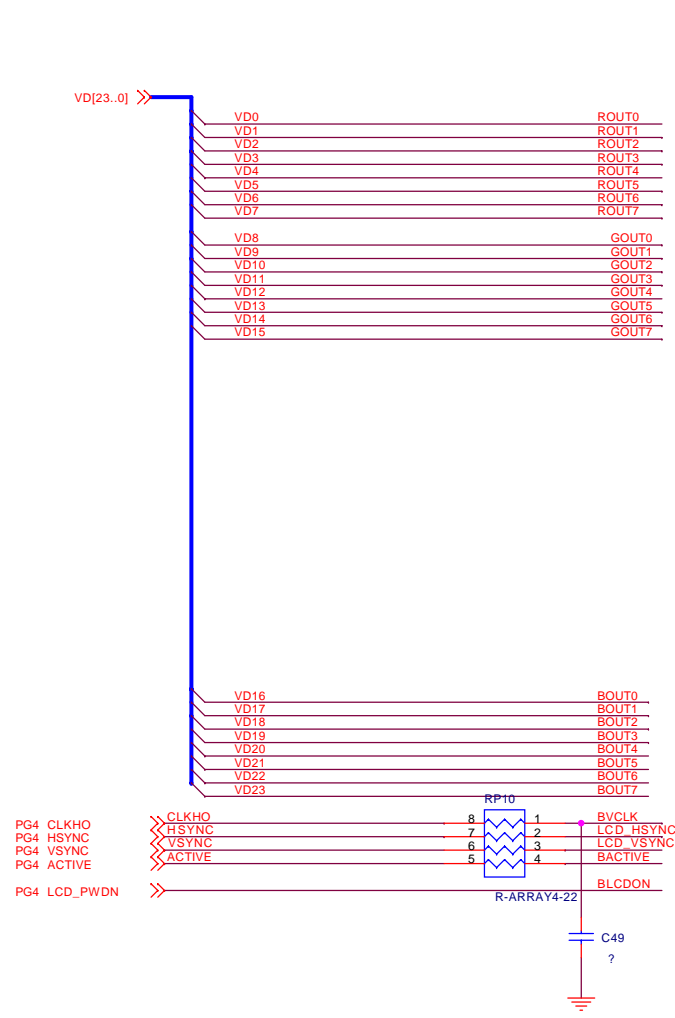 VD[23..0]
VD0 ROUT0
VD1 ROUT1
VD2 ROUT2
VD3 ROUT3
VD4 ROUT4
VD5 ROUT5
VD6 ROUT6
VD7 ROUT7
VD8 GOUT0
VD9 GOUT1
VD10 GOUT2
VD11 GOUT3
VD12 GOUT4
VD13 GOUT5
VD14 GOUT6
VD15 GOUT7
VD16 BOUT0
VD17 BOUT1
VD18 BOUT2
VD19 BOUT3
VD20 BOUT4
VD21 BOUT5
VD22 BOUT6
VD23 BOUT7
RP10
PG4 CLKHO CLKHO 8 1 BVCLK
PG4 HSYNC HSYNC 7 2 LCD_HSYNC
PG4 VSYNC VSYNC 6 3 LCD_VSYNC
PG4 ACTIVE ACTIVE 5 4 BACTIVE
PG4 LCD_PWDN BLCDON
R-ARRAY4-22
C49
?